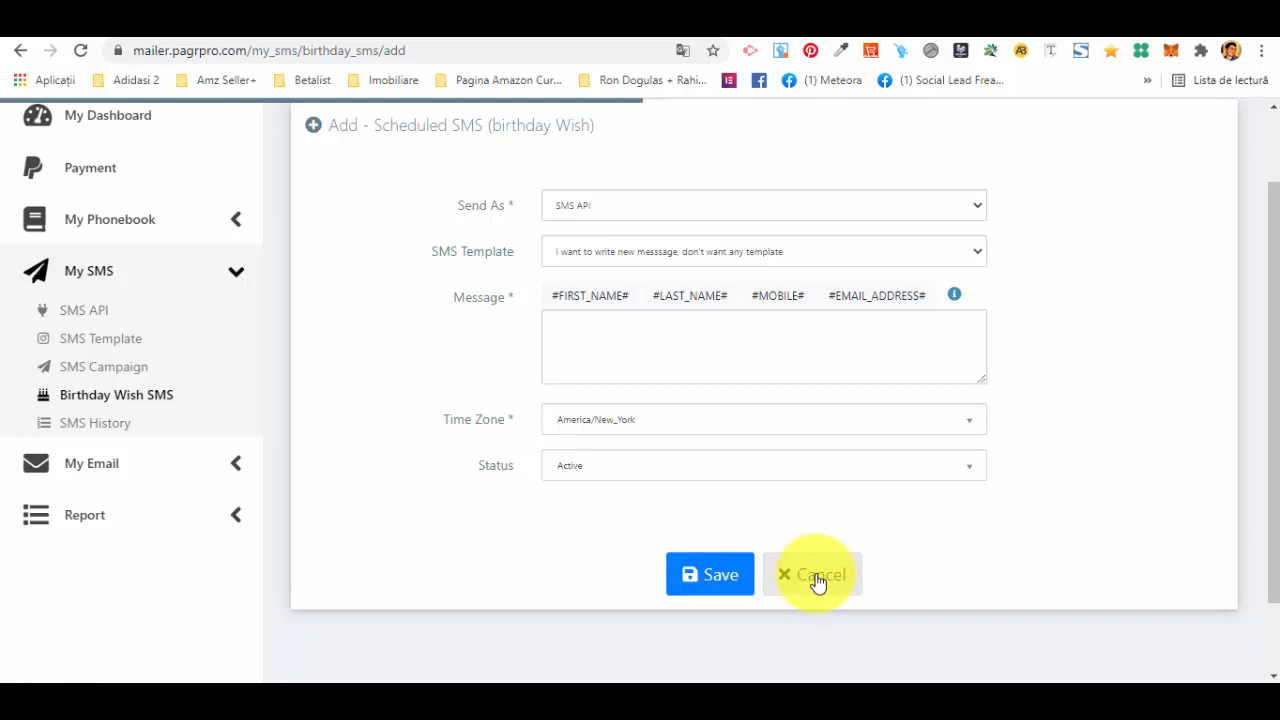 mailer.pagrpro.com/my_sms/birthday_sms/add
Aplicații Adidasi 2 Amz Seller+ Betalist Imobiliare Pagina Amazon Cur... Ron Dogulas + Rahi... (1) Meteora (1) Social Lead Frea... » Lista de lectură
My Dashboard
Payment
My Phonebook
My SMS
SMS API
SMS Template
SMS Campaign
Birthday Wish SMS
SMS History
My Email
Report
Add - Scheduled SMS (birthday Wish)
Send As * SMS API
SMS Template I want to write new messsage, don't want any template
Message * #FIRST_NAME# #LAST_NAME# #MOBILE# #EMAIL_ADDRESS#
Time Zone * America/New_York
Status Active
Save Cancel